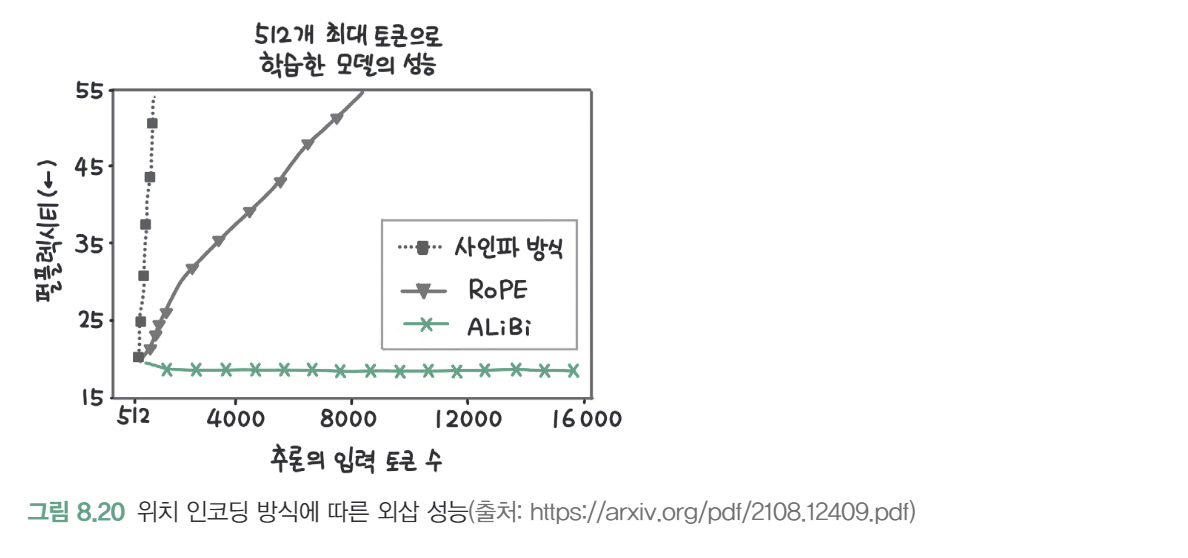 512개 최대 토큰으로
학습한 모델의 성능
55
45
35
25
15
퍼플렉시티(←)
사인파 방식
RoPE
ALiBi
512 4000 8000 12000 16000
추론의 입력 토큰 수
그림 8.20 위치 인코딩 방식에 따른 외삽 성능(출처: https://arxiv.org/pdf/2108.12409.pdf)